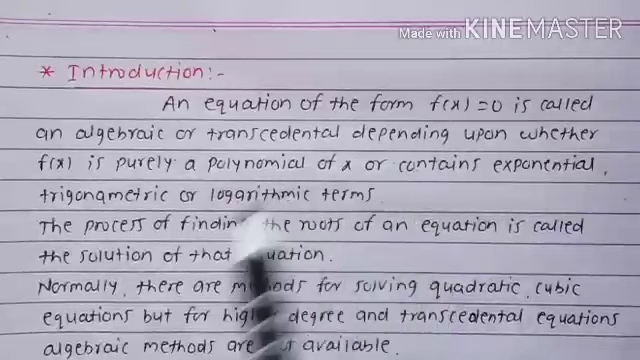 Made with KINEMASTER
* Introduction:-
An equation of the form f(x)=0 is called
an algebraic or transcedental depending upon whether
f(x) is purely a polynomial of x or contains exponential,
trigonametric or logarithmic terms.
The process of finding the roots of an equation is called
the solution of that equation.
Normally, there are methods for solving quadratic, cubic
equations but for higher degree and transcedental equations
algebraic methods are not available.